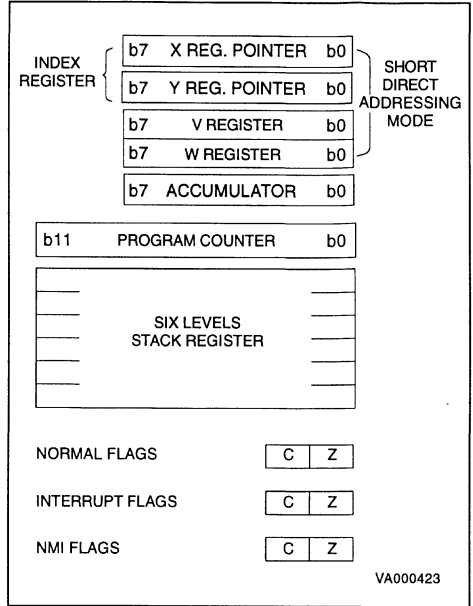 b7 X REG. POINTER b0
INDEX
REGISTER
b7 Y REG. POINTER b0
SHORT
DIRECT
ADDRESSING
MODE
b7 V REGISTER b0
b7 W REGISTER b0
b7 ACCUMULATOR b0
b11 PROGRAM COUNTER b0
SIX LEVELS
STACK REGISTER
NORMAL FLAGS C Z
INTERRUPT FLAGS C Z
NMI FLAGS C Z
VA000423